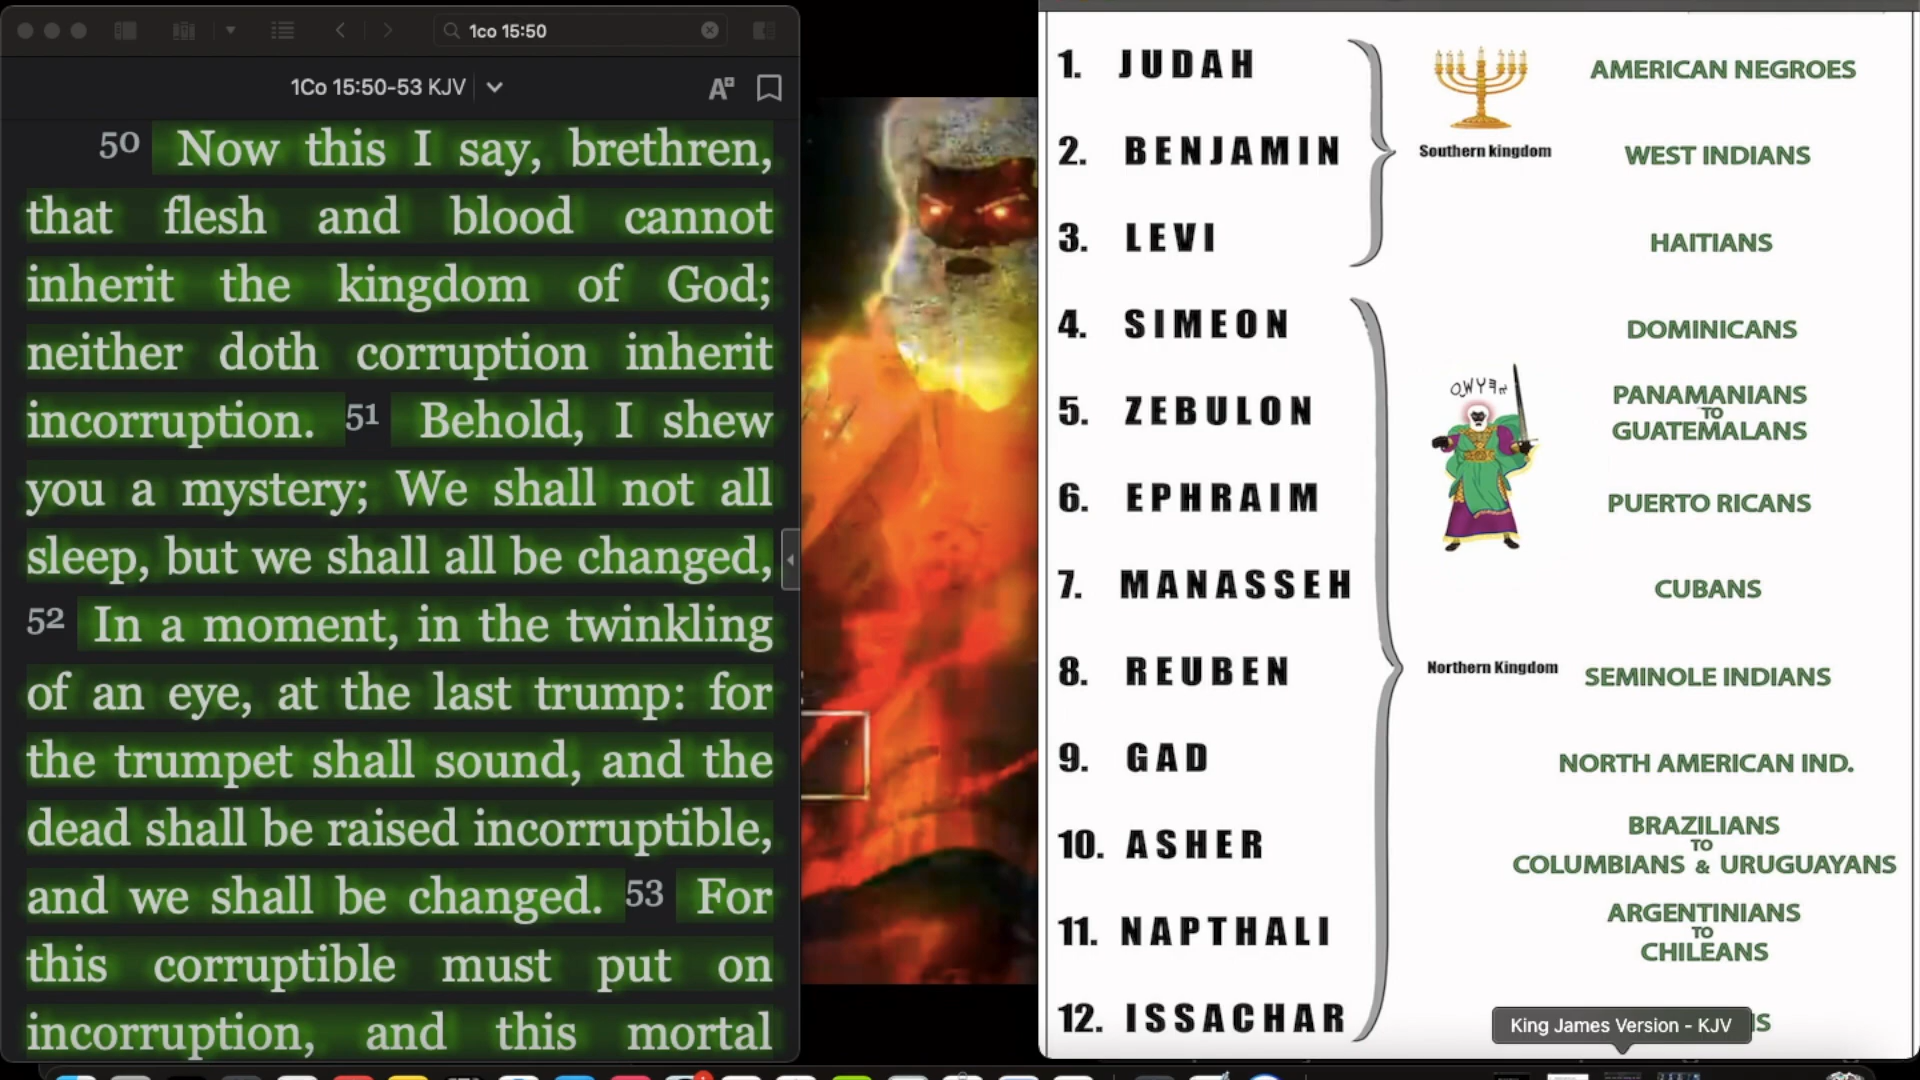 1co 15:50
1Co 15:50-53 KJV
50 Now this I say, brethren,
that flesh and blood cannot
inherit the kingdom of God;
neither doth corruption inherit
incorruption. 51 Behold, I shew
you a mystery; We shall not all
sleep, but we shall all be changed,
52 In a moment, in the twinkling
of an eye, at the last trump: for
the trumpet shall sound, and the
dead shall be raised incorruptible,
and we shall be changed. 53 For
this corruptible must put on
incorruption, and this mortal
1. JUDAH
2. BENJAMIN
3. LEVI
4. SIMEON
5. ZEBULON
6. EPHRAIM
7. MANASSEH
8. REUBEN
9. GAD
10. ASHER
11. NAPTHALI
12. ISSACHAR
Southern kingdom
Northern Kingdom
AMERICAN NEGROES
WEST INDIANS
HAITIANS
DOMINICANS
PANAMANIANS
TO
GUATEMALANS
PUERTO RICANS
CUBANS
SEMINOLE INDIANS
NORTH AMERICAN IND.
BRAZILIANS
TO
COLUMBIANS & URUGUAYANS
ARGENTINIANS
TO
CHILEANS
King James Version - KJV